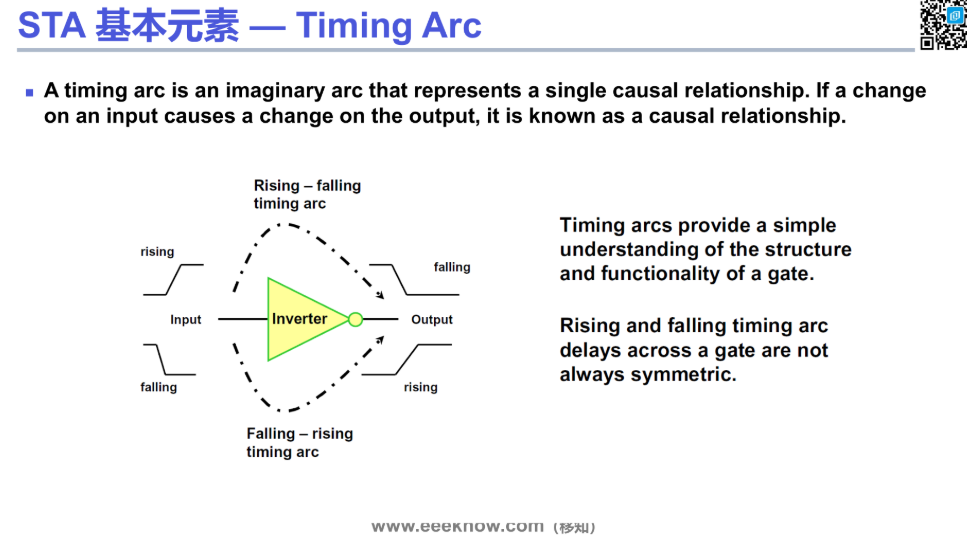 STA 基本元素 — Timing Arc
A timing arc is an imaginary arc that represents a single causal relationship. If a change
on an input causes a change on the output, it is known as a causal relationship.
Rising – falling
timing arc
rising
falling
Input
Inverter
Output
falling
rising
Falling – rising
timing arc
Timing arcs provide a simple
understanding of the structure
and functionality of a gate.
Rising and falling timing arc
delays across a gate are not
always symmetric.
www.eeeknow.com（移知）